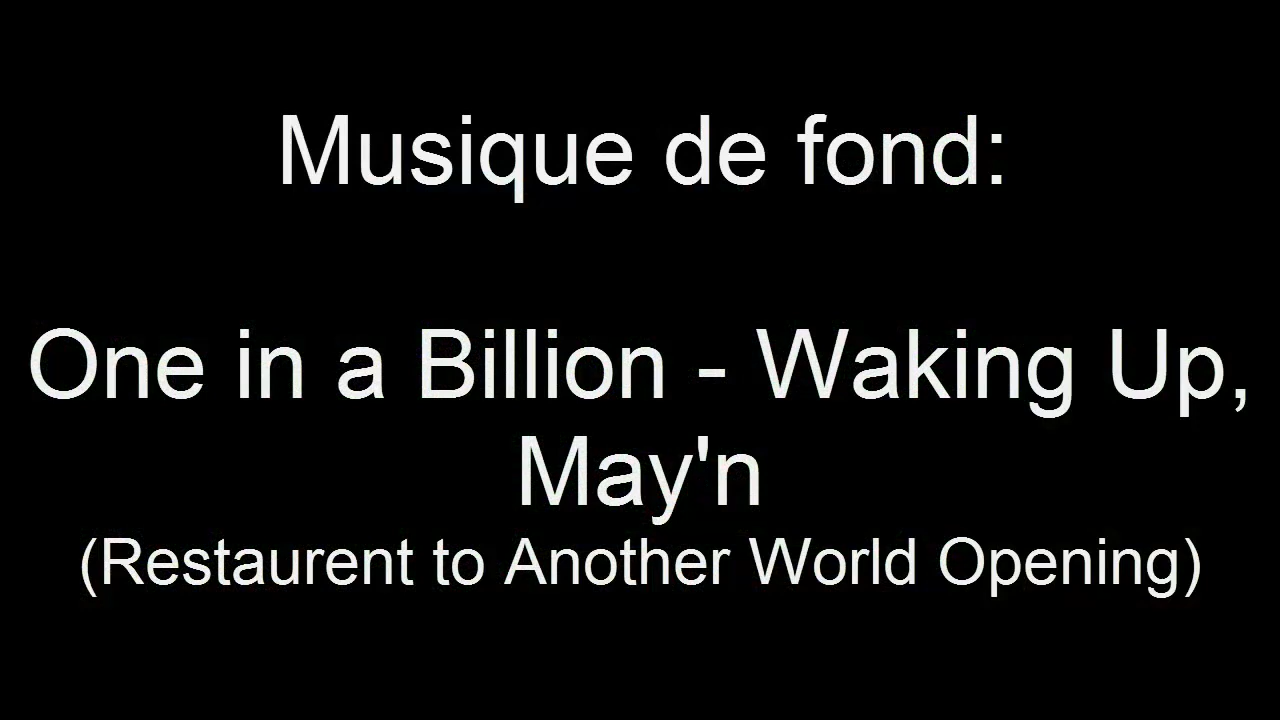 Musique de fond:
One in a Billion - Waking Up,
May'n
(Restaurent to Another World Opening)